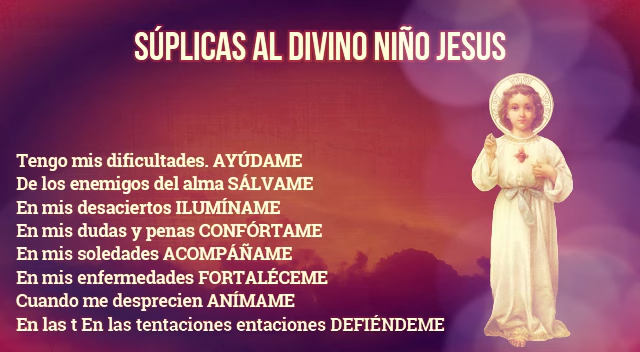 SÚPLICAS AL DIVINO NIÑO JESUS
Tengo mis dificultades. AYÚDAME
De los enemigos del alma SÁLVAME
En mis desaciertos ILUMÍNAME
En mis dudas y penas CONFÓRTAME
En mis soledades ACOMPÁÑAME
En mis enfermedades FORTALÉCEME
Cuando me desprecien ANÍMAME
En las t En las tentaciones entaciones DEFIÉNDEME